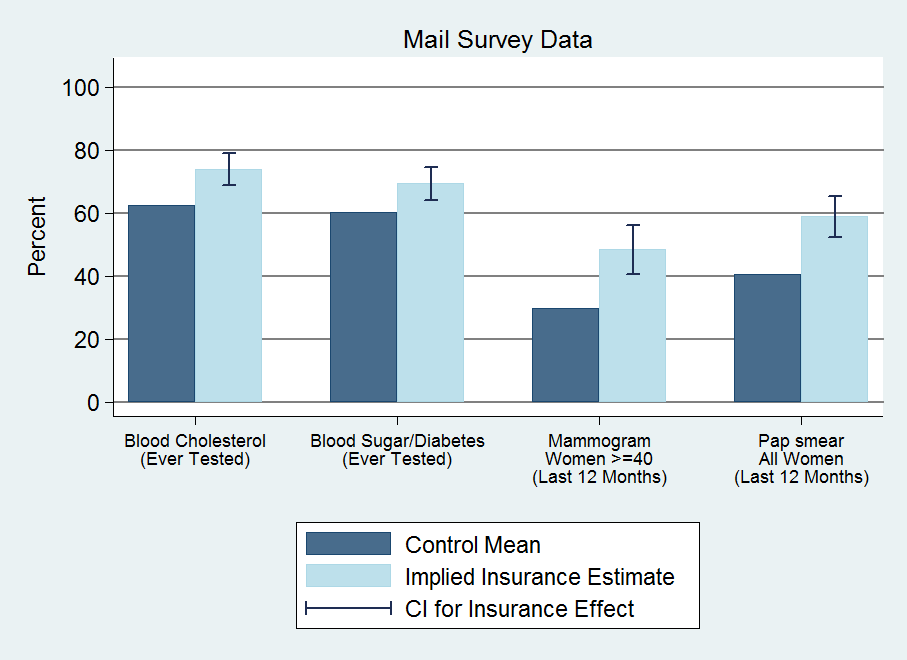 Mail Survey Data
Percent
100
80
60
40
20
0
Blood Cholesterol
(Ever Tested)
Blood Sugar/Diabetes
(Ever Tested)
Mammogram
Women >=40
(Last 12 Months)
Pap smear
All Women
(Last 12 Months)
Control Mean
Implied Insurance Estimate
CI for Insurance Effect